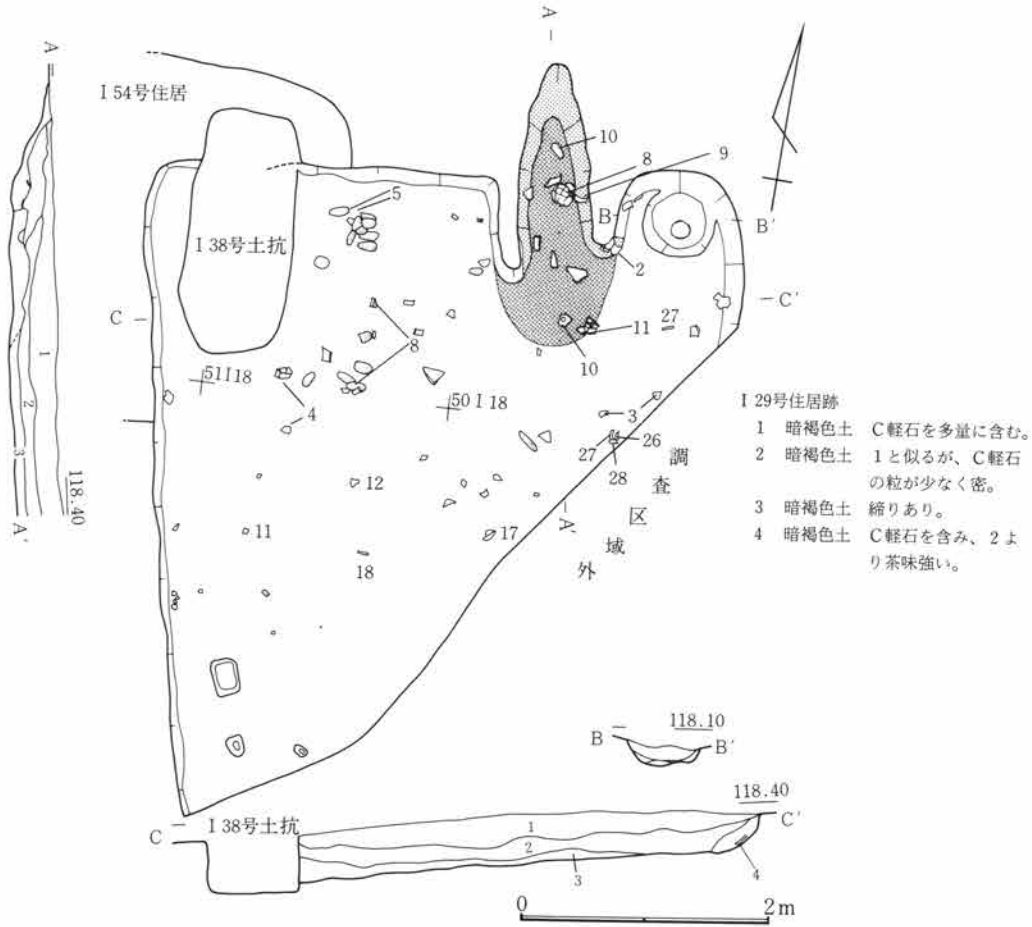 A
A
I 54号住居
10
8
9
5
B
B′
I 38号土坑
2
C
C′
27
11
10
8
51I18
50 I 18
4
3
26
27
28
調査区域外
12
A′
11
17
18
1
2
3
118.40
A′
I 29号住居跡
1 暗褐色土 C軽石を多量に含む。
2 暗褐色土 1と似るが、C軽石
の粒が少なく密。
3 暗褐色土 締りあり。
4 暗褐色土 C軽石を含み、2よ
り茶味強い。
118.10
B
B′
118.40
C
I 38号土坑
C′
1
2
3
4
0
2m